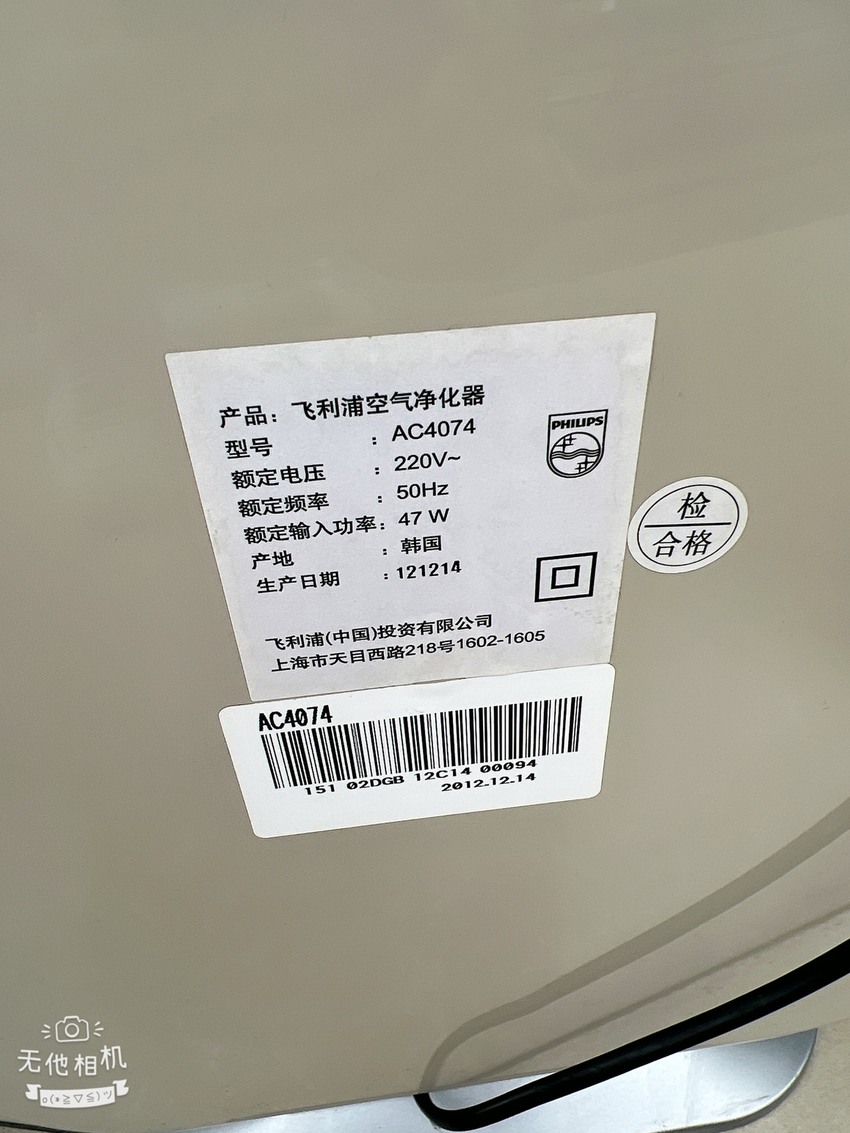 产品：飞利浦空气净化器
型号：AC4074
额定电压：220V~
额定频率：50Hz
额定输入功率：47 W
产地：韩国
生产日期：121214
飞利浦(中国)投资有限公司
上海市天目西路218号1602-1605
PHILIPS
检
合格
AC4074
151 02DGB 12C14 00094
2012-12-14
无他相机
o(*≧▽≦)ツ